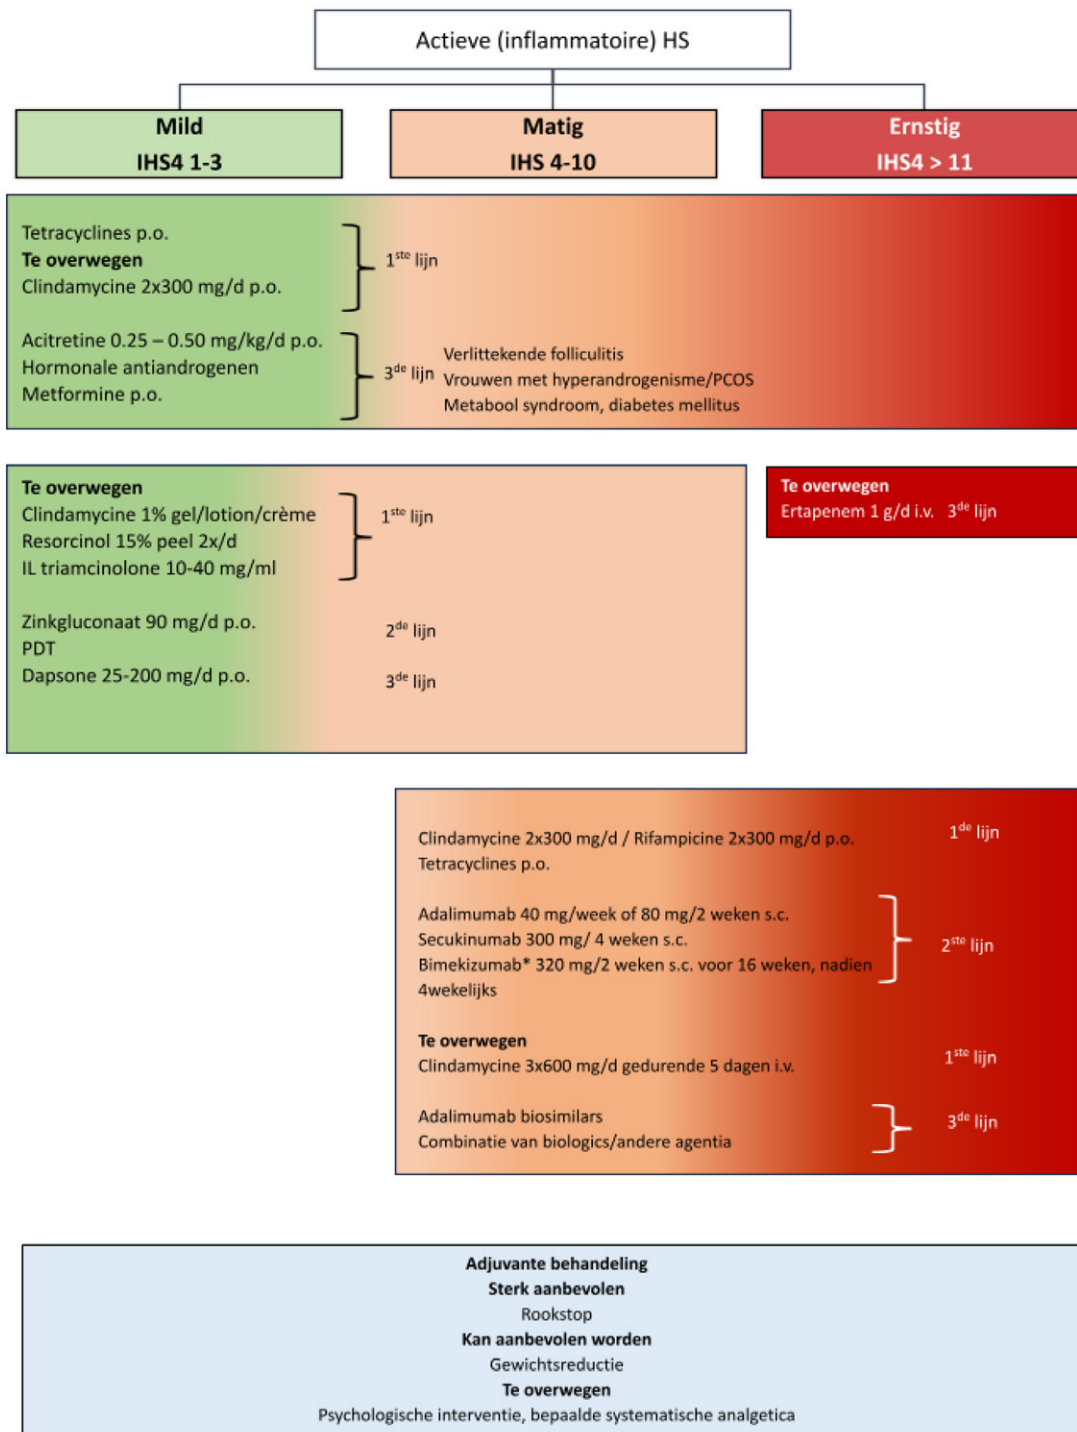 Actieve (inflammatoire) HS
Mild
IHS4 1-3
Matig
IHS 4-10
Ernstig
IHS4 > 11
Tetracyclines p.o.
Te overwegen
Clindamycine 2x300 mg/d p.o.
1ste lijn
Acitretine 0.25 – 0.50 mg/kg/d p.o.
Hormonale antiandrogenen
Metformine p.o.
3de lijn
Verlittekende folliculitis
Vrouwen met hyperandrogenisme/PCOS
Metabool syndroom, diabetes mellitus
Te overwegen
Clindamycine 1% gel/lotion/crème
Resorcinol 15% peel 2x/d
IL triamcinolone 10-40 mg/ml
1ste lijn
Zinkgluconaat 90 mg/d p.o.
2de lijn
PDT
Dapsone 25-200 mg/d p.o.
3de lijn
Te overwegen
Ertapenem 1 g/d i.v. 3de lijn
Clindamycine 2x300 mg/d / Rifampicine 2x300 mg/d p.o.
1de lijn
Tetracyclines p.o.
Adalimumab 40 mg/week of 80 mg/2 weken s.c.
Secukinumab 300 mg/ 4 weken s.c.
Bimekizumab* 320 mg/2 weken s.c. voor 16 weken, nadien
4wekelijks
2ste lijn
Te overwegen
Clindamycine 3x600 mg/d gedurende 5 dagen i.v.
1ste lijn
Adalimumab biosimilars
Combinatie van biologics/andere agentia
3de lijn
Adjuvante behandeling
Sterk aanbevolen
Rookstop
Kan aanbevolen worden
Gewichtsreductie
Te overwegen
Psychologische interventie, bepaalde systematische analgetica